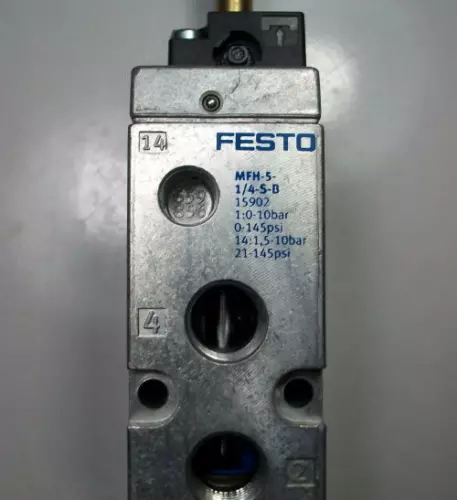 14
FESTO
MFH-5-
1/4-S-B
15902
1:0-10bar
0-145psi
14:1,5-10bar
21-145psi
4
2